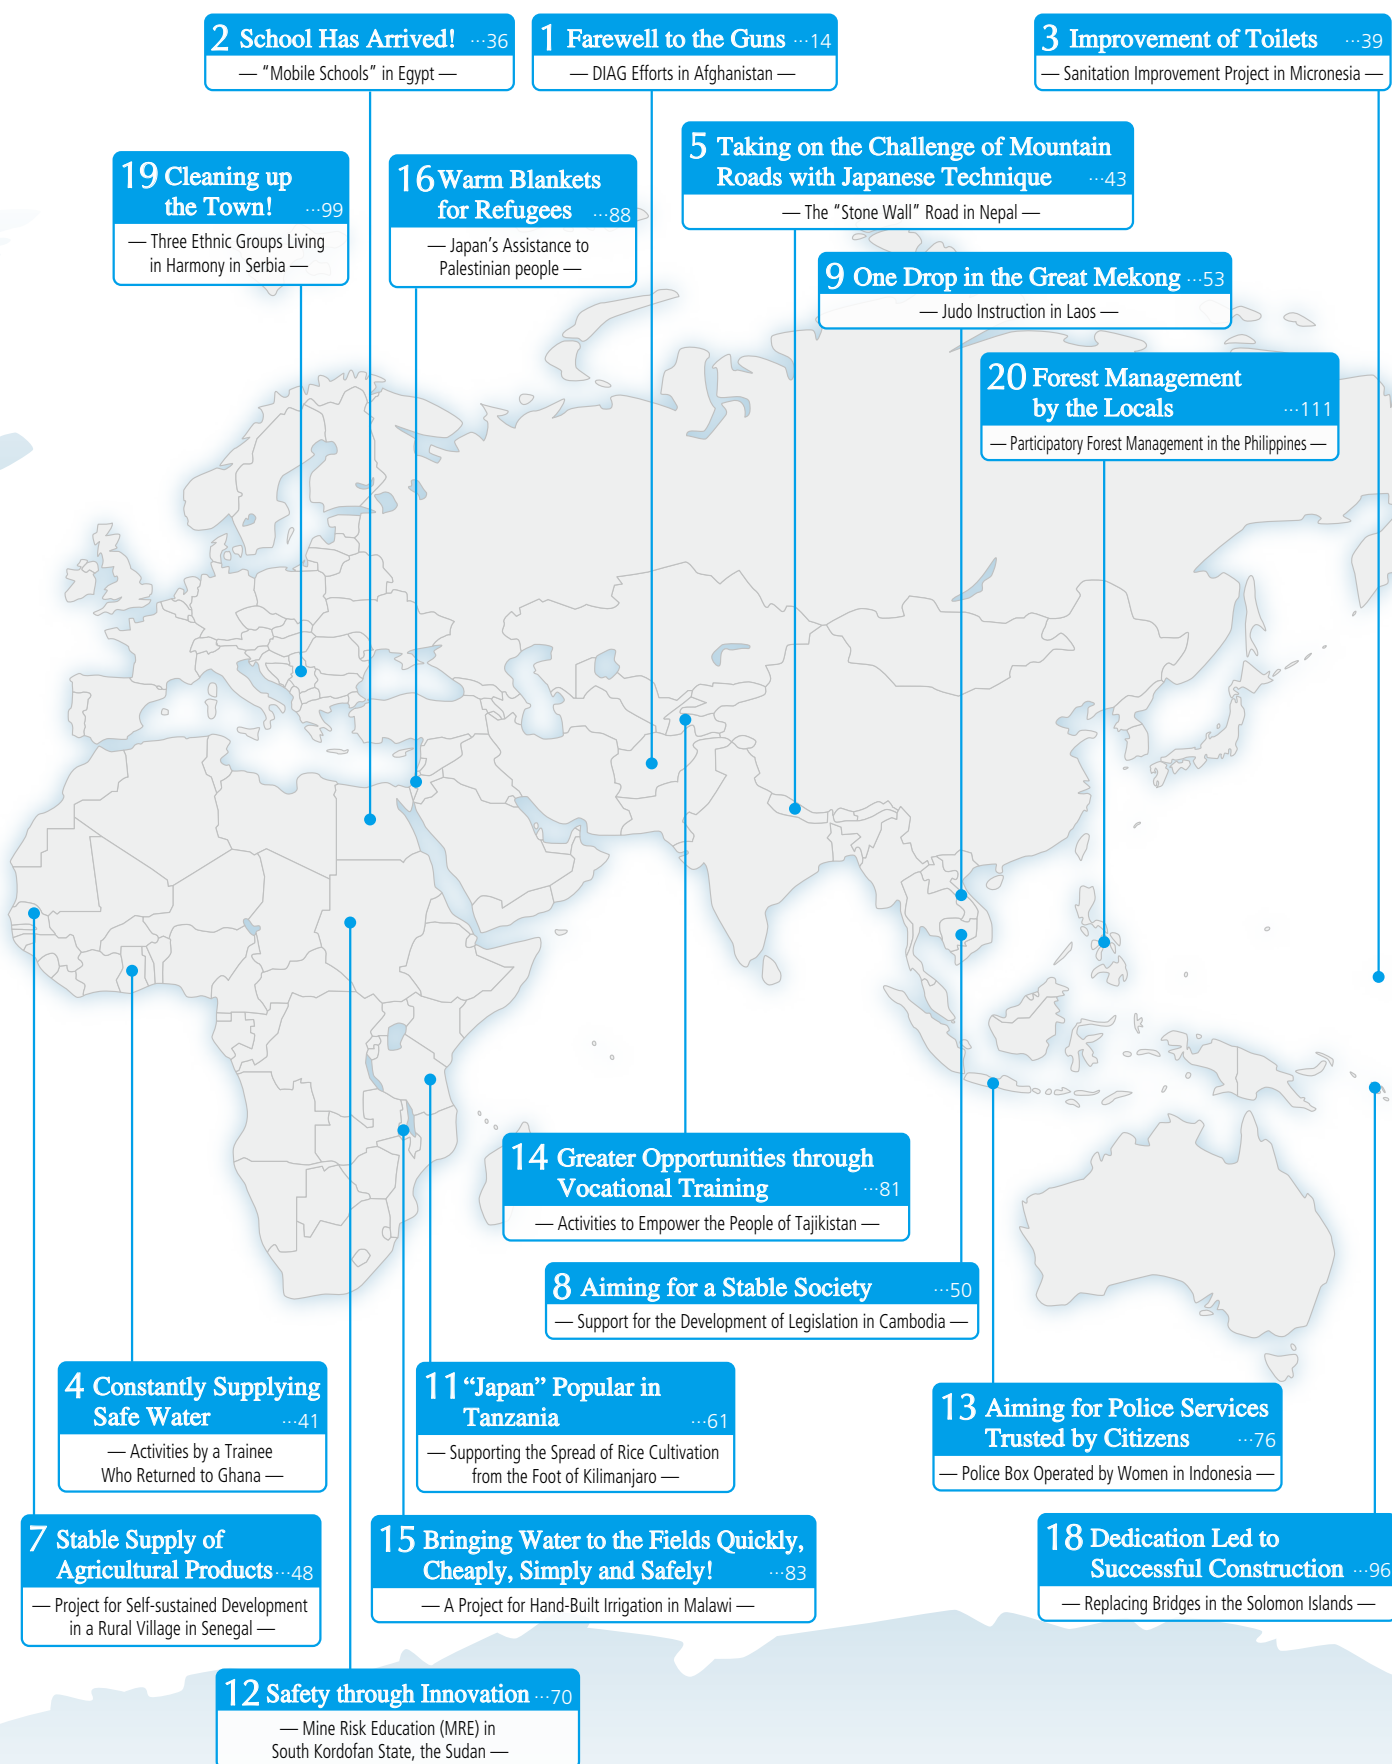 2 School Has Arrived! ···36
— “Mobile Schools” in Egypt —
1 Farewell to the Guns ···14
— DIAG Efforts in Afghanistan —
3 Improvement of Toilets ···39
— Sanitation Improvement Project in Micronesia —
5 Taking on the Challenge of Mountain
Roads with Japanese Technique ···43
— The “Stone Wall” Road in Nepal —
19 Cleaning up
the Town! ···99
— Three Ethnic Groups Living
in Harmony in Serbia —
16 Warm Blankets
for Refugees ···88
— Japan’s Assistance to
Palestinian people —
9 One Drop in the Great Mekong ···53
— Judo Instruction in Laos —
20 Forest Management
by the Locals ···111
— Participatory Forest Management in the Philippines —
14 Greater Opportunities through
Vocational Training ···81
— Activities to Empower the People of Tajikistan —
8 Aiming for a Stable Society ···50
— Support for the Development of Legislation in Cambodia —
4 Constantly Supplying
Safe Water ···41
— Activities by a Trainee
Who Returned to Ghana —
11 “Japan” Popular in
Tanzania ···61
— Supporting the Spread of Rice Cultivation
from the Foot of Kilimanjaro —
13 Aiming for Police Services
Trusted by Citizens ···76
— Police Box Operated by Women in Indonesia —
7 Stable Supply of
Agricultural Products ···48
— Project for Self-sustained Development
in a Rural Village in Senegal —
15 Bringing Water to the Fields Quickly,
Cheaply, Simply and Safely! ···83
— A Project for Hand-Built Irrigation in Malawi —
18 Dedication Led to
Successful Construction ···96
— Replacing Bridges in the Solomon Islands —
12 Safety through Innovation ···70
— Mine Risk Education (MRE) in
South Kordofan State, the Sudan —